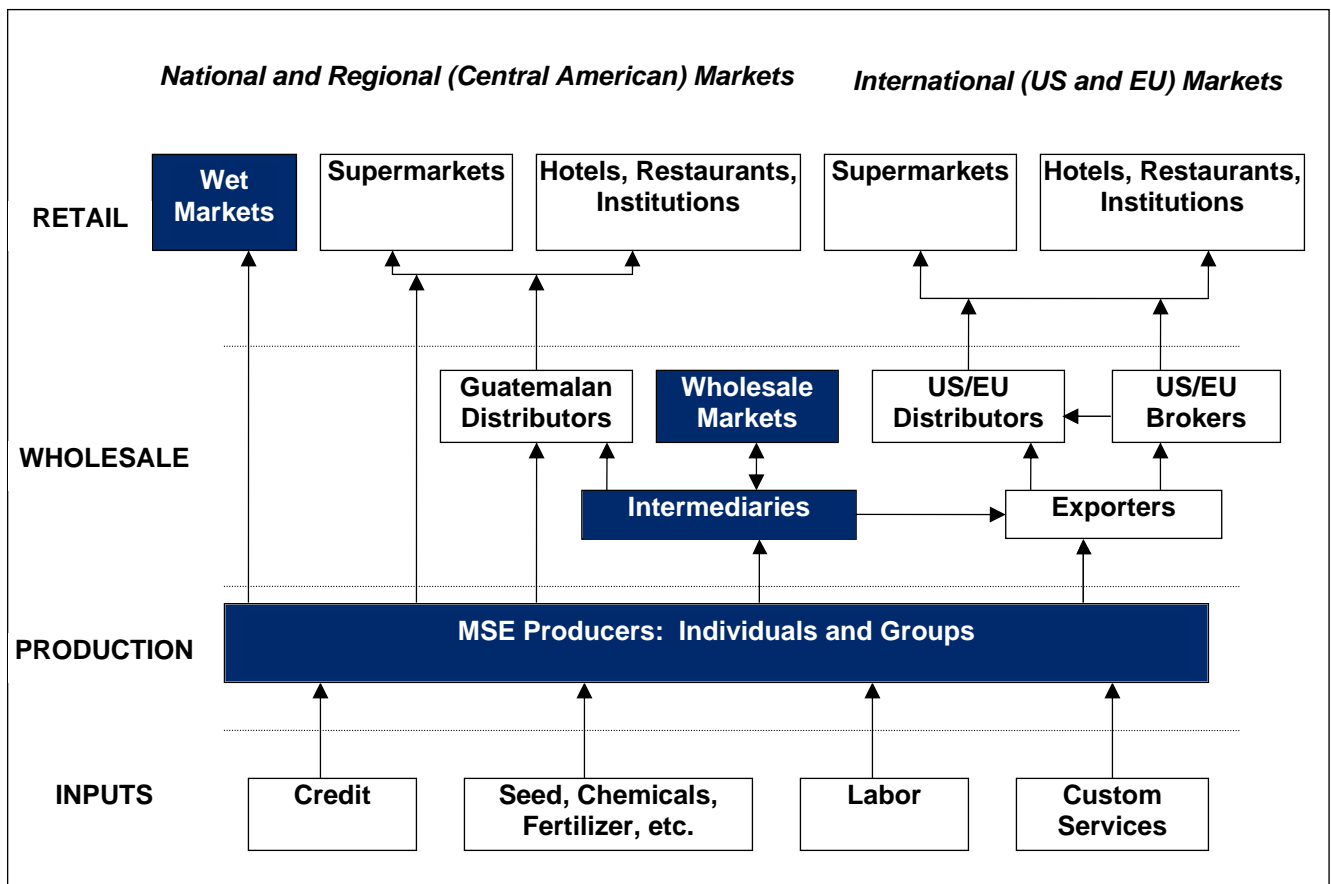 National and Regional (Central American) Markets
International (US and EU) Markets
RETAIL
Wet
Markets
Supermarkets
Hotels, Restaurants,
Institutions
Supermarkets
Hotels, Restaurants,
Institutions
WHOLESALE
Guatemalan
Distributors
Wholesale
Markets
US/EU
Distributors
US/EU
Brokers
Intermediaries
Exporters
PRODUCTION
MSE Producers: Individuals and Groups
INPUTS
Credit
Seed, Chemicals,
Fertilizer, etc.
Labor
Custom
Services